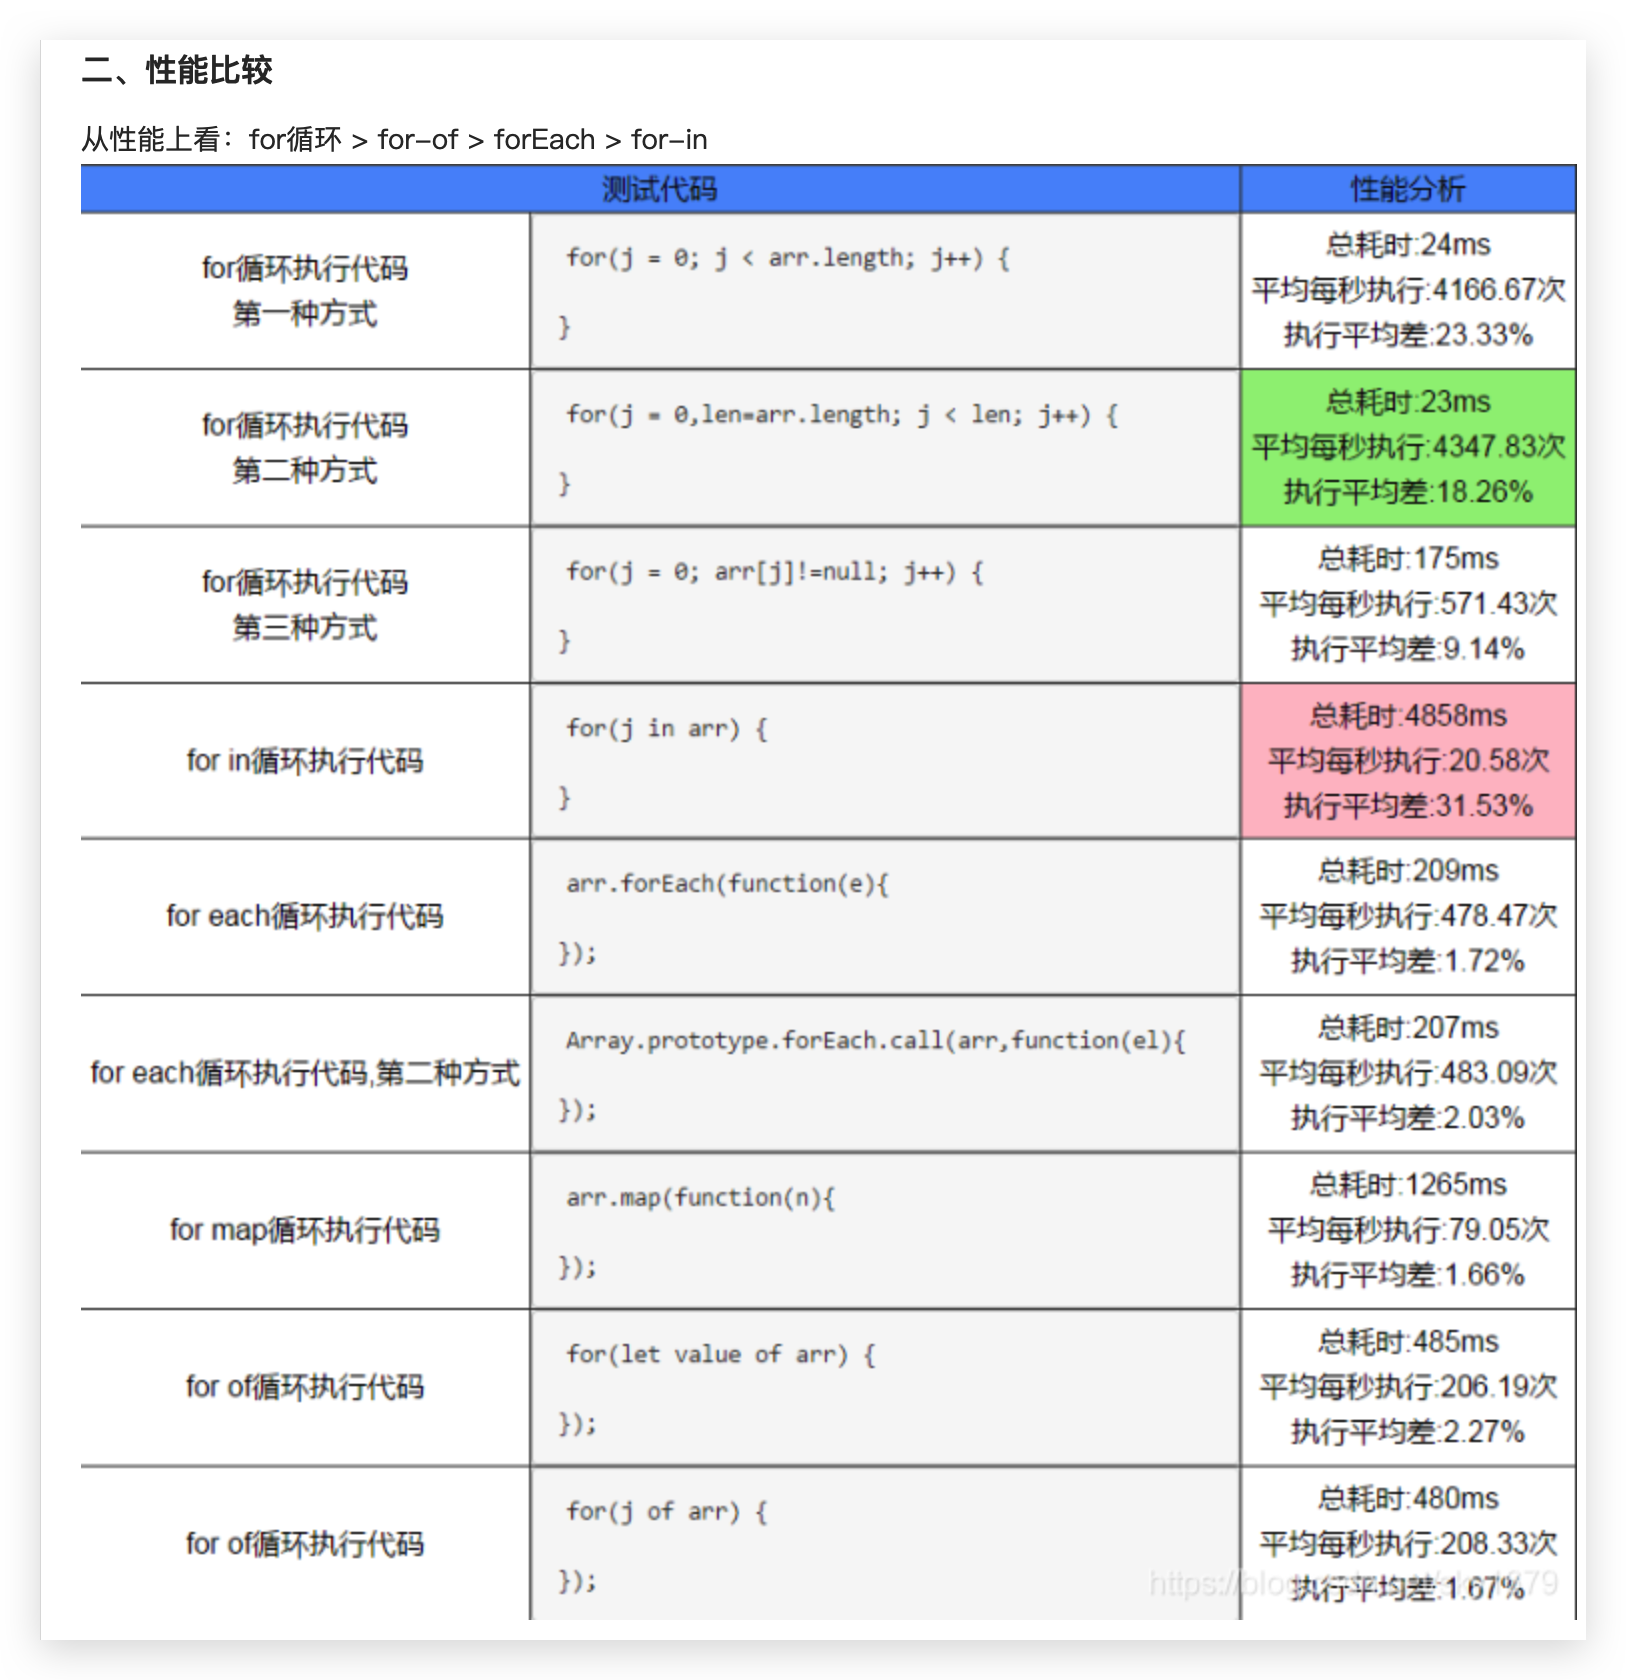 二、性能比较
从性能上看：for循环 > for-of > forEach > for-in
测试代码
性能分析
for循环执行代码
第一种方式
for(j = 0; j < arr.length; j++) {
}
总耗时:24ms
平均每秒执行:4166.67次
执行平均差:23.33%
for循环执行代码
第二种方式
for(j = 0,len=arr.length; j < len; j++) {
}
总耗时:23ms
平均每秒执行:4347.83次
执行平均差:18.26%
for循环执行代码
第三种方式
for(j = 0; arr[j]!=null; j++) {
}
总耗时:175ms
平均每秒执行:571.43次
执行平均差:9.14%
for in循环执行代码
for(j in arr) {
}
总耗时:4858ms
平均每秒执行:20.58次
执行平均差:31.53%
for each循环执行代码
arr.forEach(function(e){
});
总耗时:209ms
平均每秒执行:478.47次
执行平均差:1.72%
for each循环执行代码,第二种方式
Array.prototype.forEach.call(arr,function(el){
});
总耗时:207ms
平均每秒执行:483.09次
执行平均差:2.03%
for map循环执行代码
arr.map(function(n){
});
总耗时:1265ms
平均每秒执行:79.05次
执行平均差:1.66%
for of循环执行代码
for(let value of arr) {
});
总耗时:485ms
平均每秒执行:206.19次
执行平均差:2.27%
for of循环执行代码
for(j of arr) {
});
总耗时:480ms
平均每秒执行:208.33次
执行平均差:1.67%